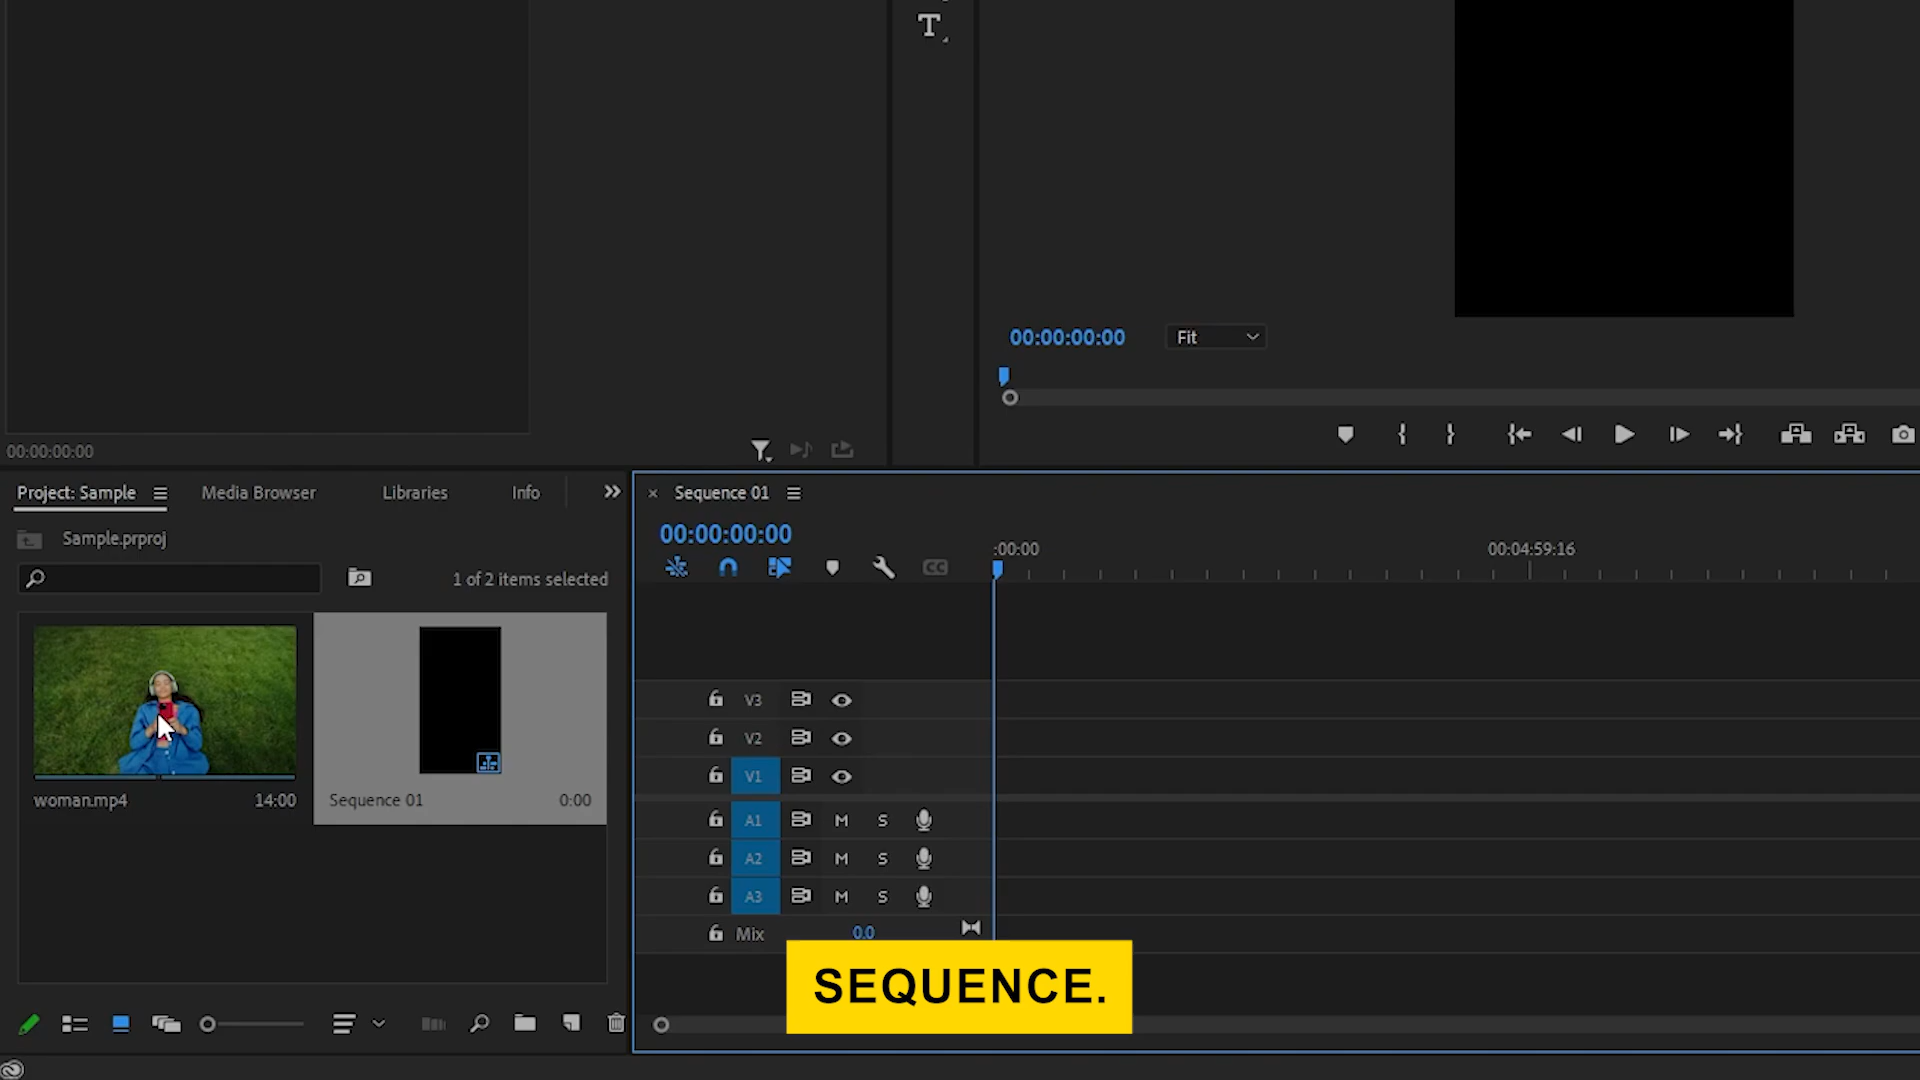 T
00:00:00:00
Fit
00:00:00:00
Project: Sample
Media Browser
Libraries
Info
Sample.prproj
1 of 2 items selected
woman.mp4
14:00
Sequence 01
0:00
Sequence 01
00:00:00:00
CC
:00:00
00:04:59:16
V3
V2
V1
A1 M S
A2 M S
A3 M S
Mix 0.0
SEQUENCE.